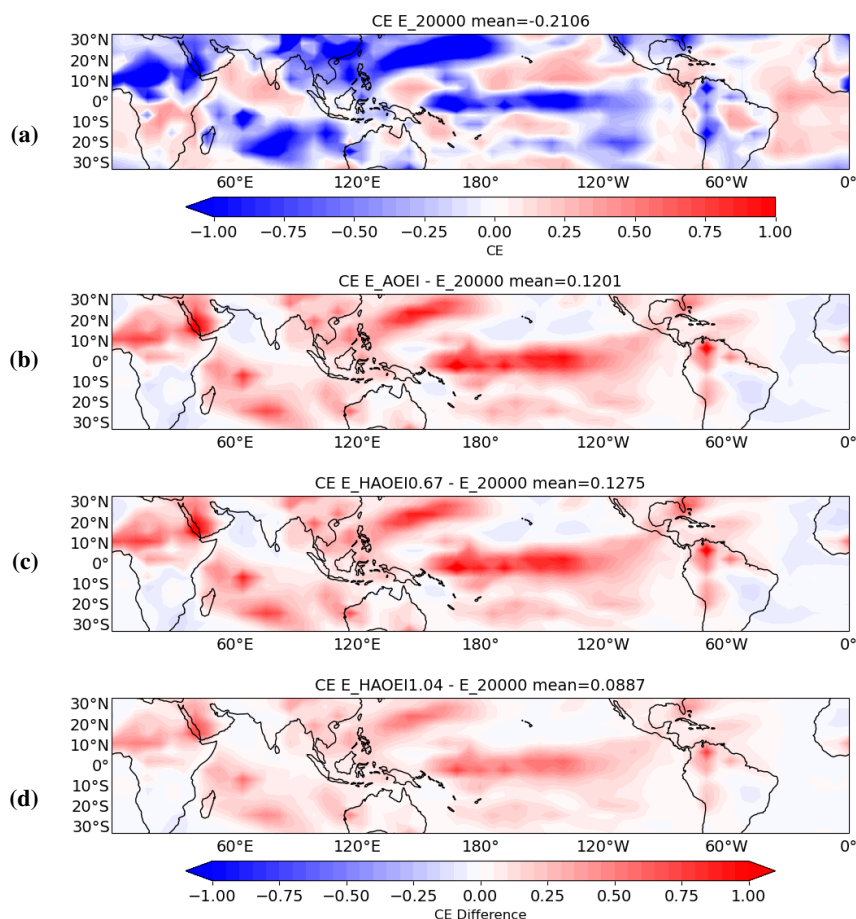 CE E_20000 mean=-0.2106
30°N
20°N
10°N
0°
10°S
20°S
30°S
(a)
60°E 120°E 180° 120°W 60°W 0°
−1.00 −0.75 −0.50 −0.25 0.00 0.25 0.50 0.75 1.00
CE
CE E_AOEI - E_20000 mean=0.1201
30°N
20°N
10°N
0°
10°S
20°S
30°S
(b)
60°E 120°E 180° 120°W 60°W 0°
CE E_HAOEI0.67 - E_20000 mean=0.1275
30°N
20°N
10°N
0°
10°S
20°S
30°S
(c)
60°E 120°E 180° 120°W 60°W 0°
CE E_HAOEI1.04 - E_20000 mean=0.0887
30°N
20°N
10°N
0°
10°S
20°S
30°S
(d)
60°E 120°E 180° 120°W 60°W 0°
−1.00 −0.75 −0.50 −0.25 0.00 0.25 0.50 0.75 1.00
CE Difference